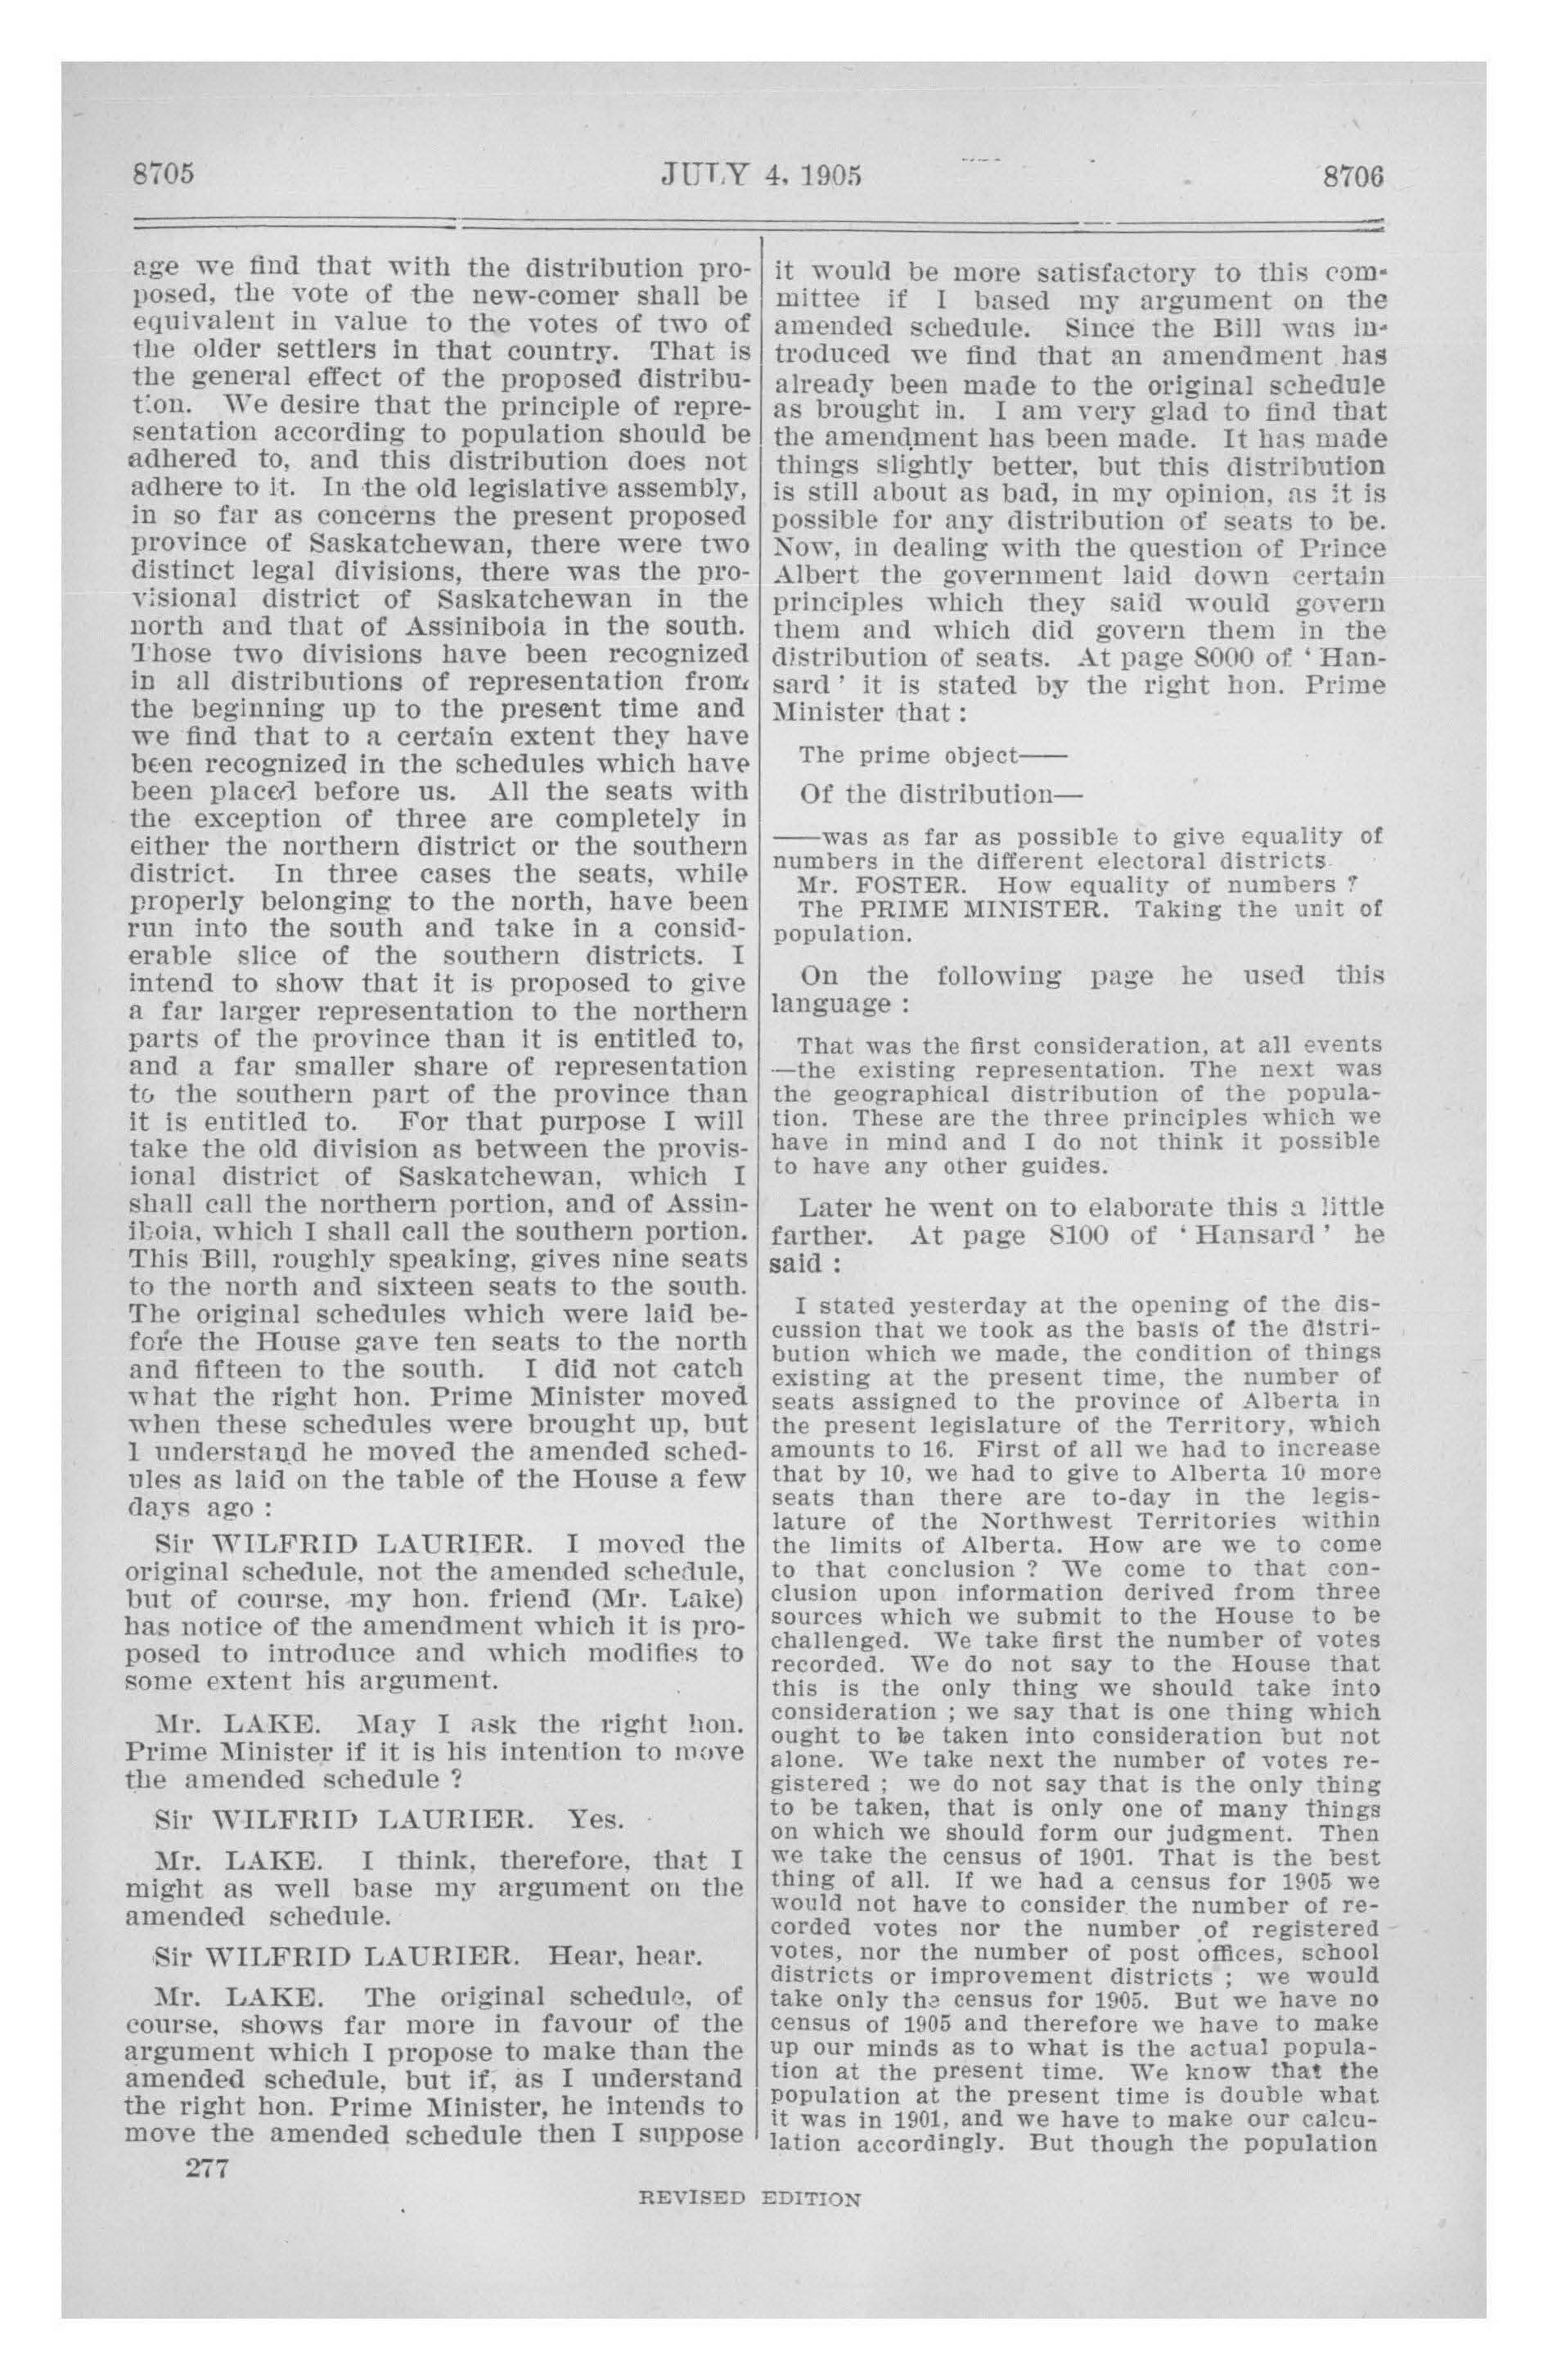 8705 JULY 4, 1905 8706
age we find that with the distribution pro-
posed, the vote of the new-comer shall be
equivalent in value to the votes of two of
the older settlers in that country. That is
the general effect of the proposed distribu-
tion. We desire that the principle of repre-
sentation according to population should be
adhered to, and this distribution does not
adhere to it. In the old legislative assembly,
in so far as concerns the present proposed
province of Saskatchewan, there were two
distinct legal divisions, there was the pro-
visional district of Saskatchewan in the
north and that of Assiniboia in the south.
Those two divisions have been recognized
in all distributions of representation from
the beginning up to the present time and
we find that to a certain extent they have
been recognized in the schedules which have
been placed before us. All the seats with
the exception of three are completely in
either the northern district or the southern
district. In three cases the seats, while
properly belonging to the north, have been
run into the south and take in a consid-
erable slice of the southern districts. I
intend to show that it is proposed to give
a far larger representation to the northern
parts of the province than it is entitled to,
and a far smaller share of representation
to the southern part of the province than
it is entitled to. For that purpose I will
take the old division as between the provis-
ional district of Saskatchewan, which I
shall call the northern portion, and of Assin-
iboia, which I shall call the southern portion.
This Bill, roughly speaking, gives nine seats
to the north and sixteen seats to the south.
The original schedules which were laid be-
fore the House gave ten seats to the north
and fifteen to the south. I did not catch
what the right hon. Prime Minister moved
when these schedules were brought up, but
I understand he moved the amended sched-
ules as laid on the table of the House a few
days ago :
Sir WILFRID LAURIER. I moved the
original schedule, not the amended schedule,
but of course, my hon. friend (Mr. Lake)
has notice of the amendment which it is pro-
posed to introduce and which modifies to
some extent his argument.
Mr. LAKE. May I ask the right hon.
Prime Minister if it is his intention to move
the amended schedule ?
Sir WILFRID LAURIER. Yes.
Mr. LAKE. I think, therefore, that I
might as well base my argument on the
amended schedule.
Sir WILFRID LAURIER. Hear, hear.
Mr. LAKE. The original schedule, of
course, shows far more in favour of the
argument which I propose to make than the
amended schedule, but if, as I understand
the right hon. Prime Minister, he intends to
move the amended schedule then I suppose
277
it would be more satisfactory to this com-
mittee if I based my argument on the
amended schedule. Since the Bill was in-
troduced we find that an amendment has
already been made to the original schedule
as brought in. I am very glad to find that
the amendment has been made. It has made
things slightly better, but this distribution
is still about as bad, in my opinion, as it is
possible for any distribution of seats to be.
Now, in dealing with the question of Prince
Albert the government laid down certain
principles which they said would govern
them and which did govern them in the
distribution of seats. At page 8000 of ' Han-
sard ' it is stated by the right hon. Prime
Minister that :
The prime object——
Of the distribution—
——was as far as possible to give equality of
numbers in the different electoral districts.
Mr. FOSTER. How equality of numbers ?
The PRIME MINISTER. Taking the unit of
population.
On the following page he used this
language :
That was the first consideration, at all events
—the existing representation. The next was
the geographical distribution of the popula-
tion. These are the three principles which we
have in mind and I do not think it possible
to have any other guides.
Later he went on to elaborate this a little
farther. At page 8100 of ' Hansard ' he
said :
I stated yesterday at the opening of the dis-
cussion that we took as the basis of the distri-
bution which we made, the condition of things
existing at the present time, the number of
seats assigned to the province of Alberta in
the present legislature of the Territory, which
amounts to 16. First of all we had to increase
that by 10, we had to give to Alberta 10 more
seats than there are to-day in the legis-
lature of the Northwest Territories within
the limits of Alberta. How are we to come
to that conclusion ? We come to that con-
clusion upon information derived from three
sources which we submit to the House to be
challenged. We take first the number of votes
recorded. We do not say to the House that
this is the only thing we should take into
consideration ; we say that is one thing which
ought to be taken into consideration but not
alone. We take next the number of votes re-
gistered ; we do not say that is the only thing
to be taken, that is only one of many things
on which we should form our judgment. Then
we take the census of 1901. That is the best
thing of all. If we had a census for 1905 we
would not have to consider the number of re-
corded votes nor the number of registered
votes, nor the number of post offices, school
districts or improvement districts ; we would
take only the census for 1905. But we have no
census of 1905 and therefore we have to make
up our minds as to what is the actual popula-
tion at the present time. We know that the
population at the present time is double what
it was in 1901, and we have to make our calcu-
lation accordingly. But though the population
REVISED EDITION